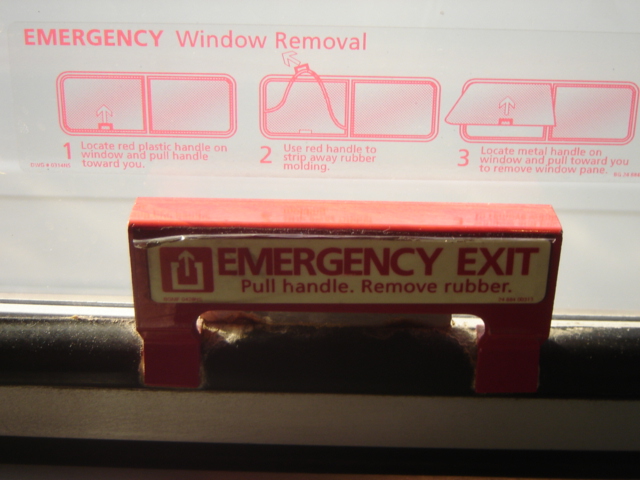 EMERGENCY Window Removal
1 Locate red plastic handle on
window and pull handle
toward you.
2 Use red handle to
strip away rubber
molding.
3 Locate metal handle on
window and pull toward you
to remove window pane.
EMERGENCY EXIT
Pull handle. Remove rubber.